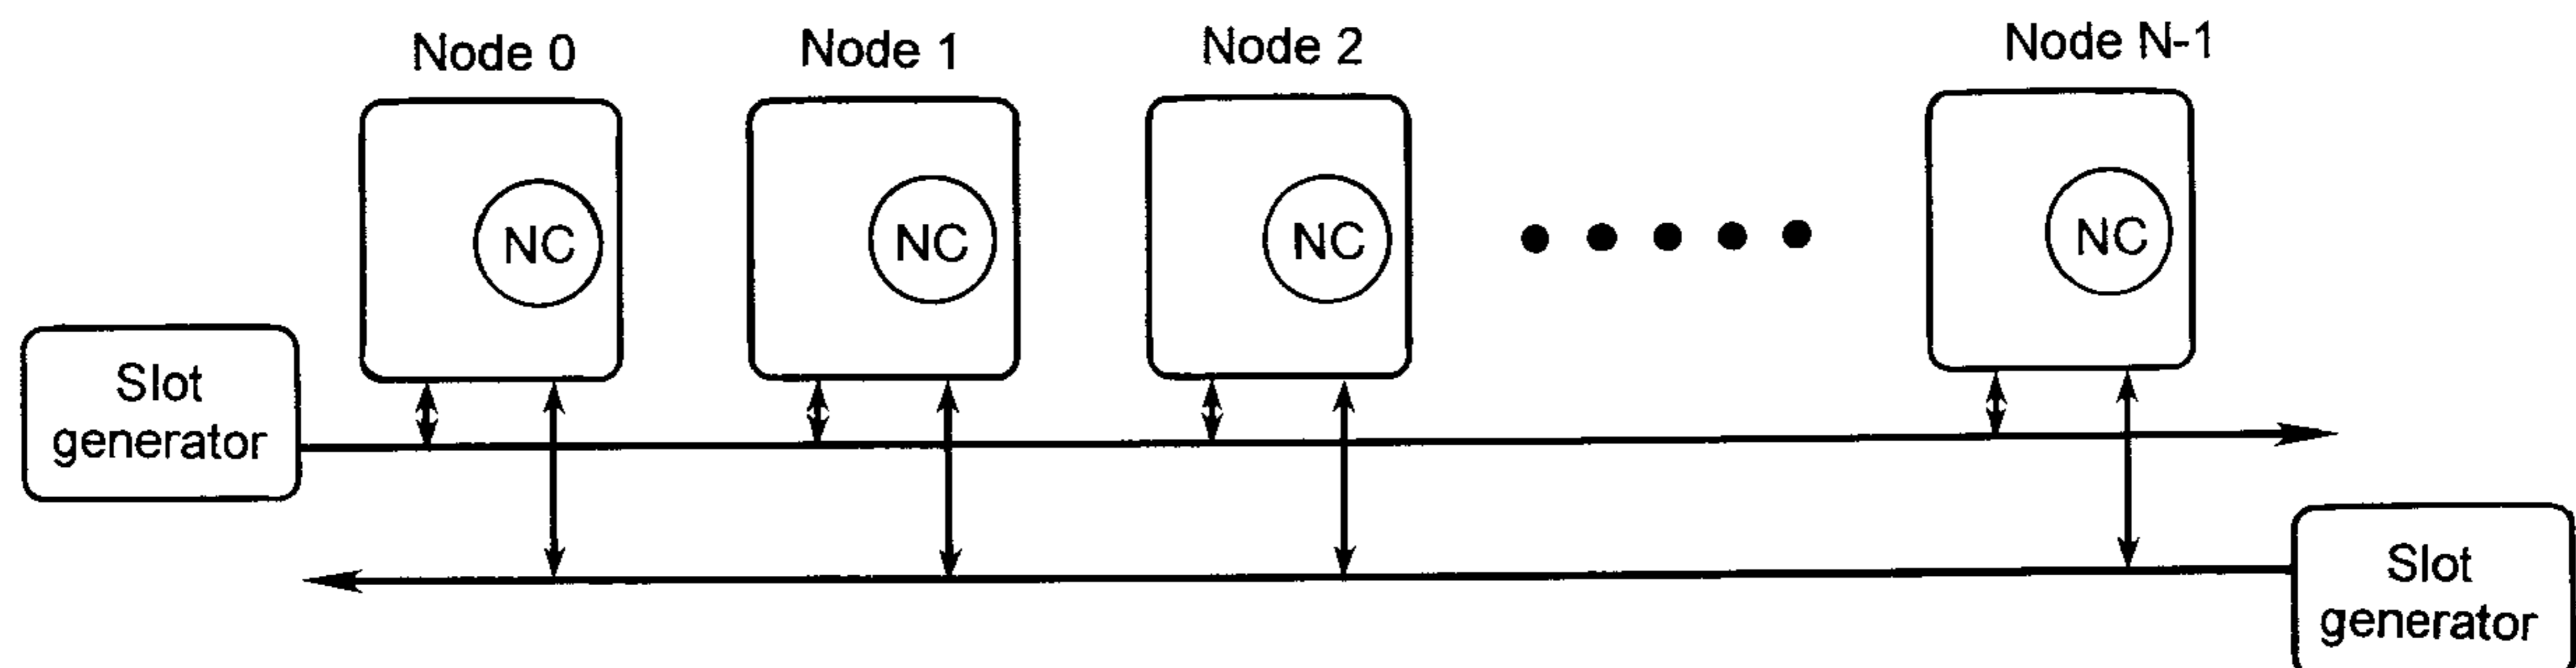 Node 0
Node 1
Node 2
Node N-1
NC
NC
NC
NC
Slot
generator
Slot
generator